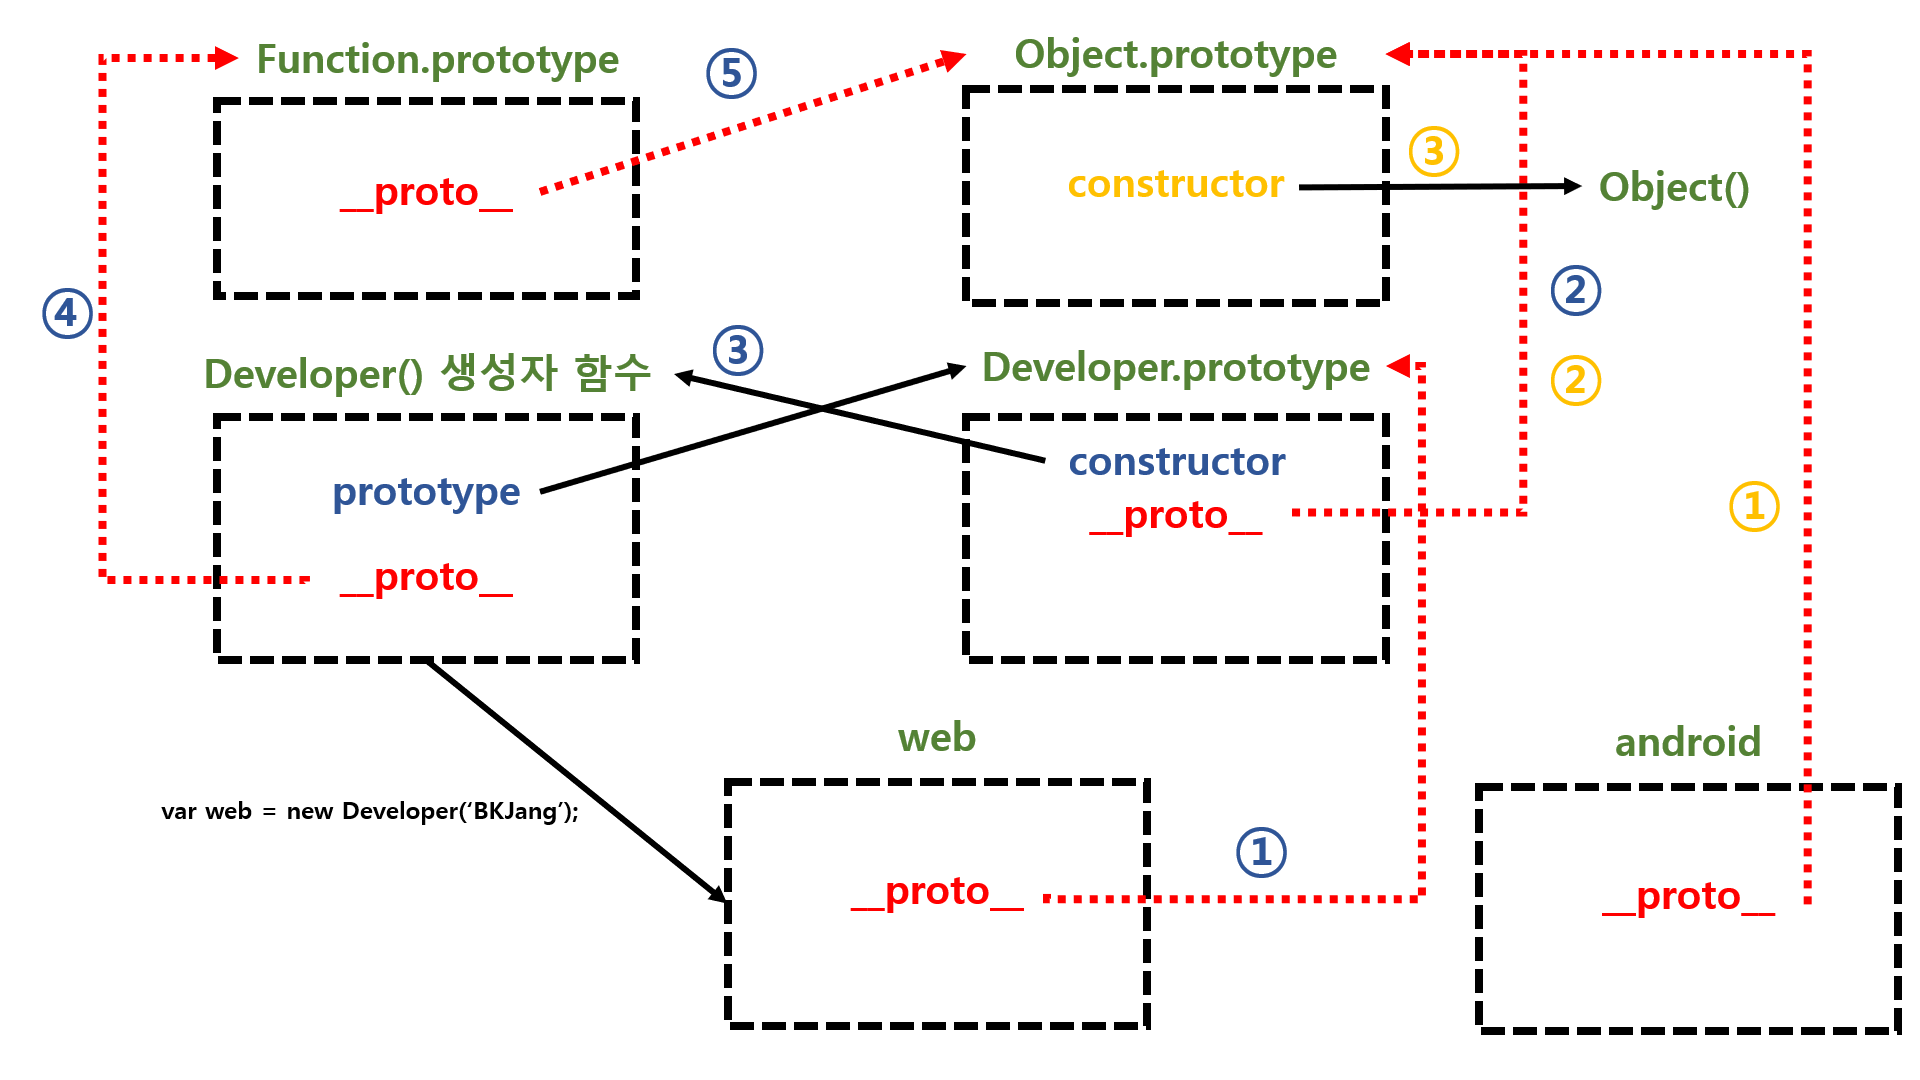 Function.prototype
⑤
Object.prototype
__proto__
constructor
③
Object()
④
②
②
Developer() 생성자 함수
③
Developer.prototype
prototype
__proto__
constructor
__proto__
①
web
android
var web = new Developer(‘BKJang’);
__proto__
①
__proto__